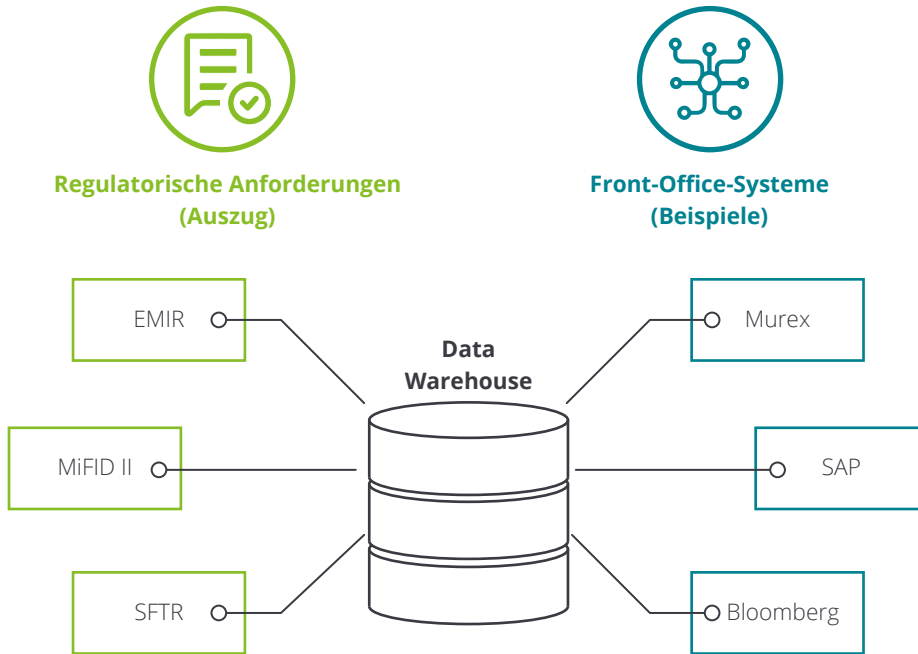 Regulatorische Anforderungen
(Auszug)
Front-Office-Systeme
(Beispiele)
EMIR
Murex
Data
Warehouse
MiFID II
SAP
SFTR
Bloomberg